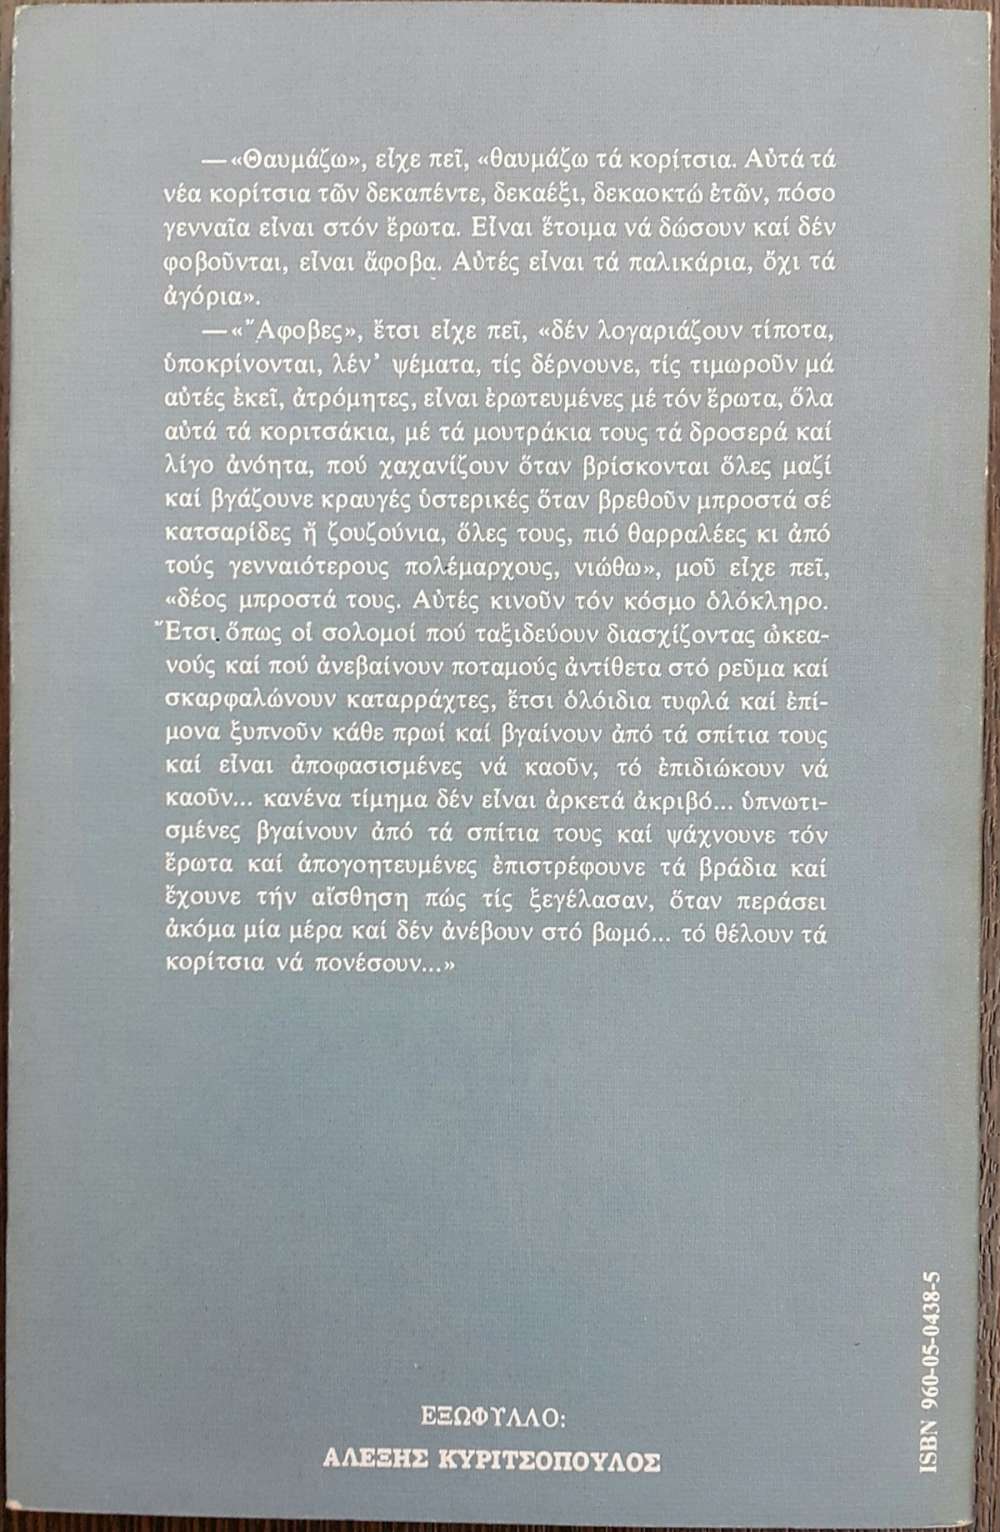 —«Θαυμάζω», εἶχε πεῖ, «θαυμάζω τά κορίτσια. Αὐτά τά
νέα κορίτσια τῶν δεκαπέντε, δεκαέξι, δεκαοκτώ ἐτῶν, πόσο
γενναῖα εἶναι στόν ἔρωτα. Εἶναι ἕτοιμα νά δώσουν καί δέν
φοβοῦνται, εἶναι ἄφοβα. Αὐτές εἶναι τά παλικάρια, ὄχι τά
ἀγόρια».
—«Ἄφοβες», ἔτσι εἶχε πεῖ, «δέν λογαριάζουν τίποτα,
ὑποκρίνονται, λέν' ψέματα, τίς δέρνουνε, τίς τιμωροῦν μά
αὐτές ἐκεῖ, ἀτρόμητες, εἶναι ἐρωτευμένες μέ τόν ἔρωτα, ὅλα
αὐτά τά κοριτσάκια, μέ τά μουτράκια τους τά δροσερά καί
λίγο ἀνόητα, πού χαχανίζουν ὅταν βρίσκονται ὅλες μαζί
καί βγάζουνε κραυγές ὑστερικές ὅταν βρεθοῦν μπροστά σέ
κατσαρίδες ἤ ζουζούνια, ὅλες τους, πιό θαρραλέες κι ἀπό
τούς γενναιότερους πολέμαρχους, νιώθω», μοῦ εἶχε πεῖ,
«δέος μπροστά τους. Αὐτές κινοῦν τόν κόσμο ὁλόκληρο.
Ἔτσι ὅπως οἱ σολομοί πού ταξιδεύουν διασχίζοντας ὠκεα-
νούς καί πού ἀνεβαίνουν ποταμούς ἀντίθετα στό ρεῦμα καί
σκαρφαλώνουν καταρράχτες, ἔτσι ὁλόιδια τυφλά καί ἐπί-
μονα ξυπνοῦν κάθε πρωί καί βγαίνουν ἀπό τά σπίτια τους
καί εἶναι ἀποφασισμένες νά καοῦν, τό ἐπιδιώκουν νά
καοῦν... κανένα τίμημα δέν εἶναι ἀρκετά ἀκριβό... ὑπνωτι-
σμένες βγαίνουν ἀπό τά σπίτια τους καί ψάχνουνε τόν
ἔρωτα καί ἀπογοητευμένες ἐπιστρέφουνε τά βράδια καί
ἔχουνε τήν αἴσθηση πώς τίς ξεγέλασαν, ὅταν περάσει
ἀκόμα μία μέρα καί δέν ἀνέβουν στό βωμό... τό θέλουν τά
κορίτσια νά πονέσουν...»
ΕΞΩΦΥΛΛΟ:
ΑΛΕΞΗΣ ΚΥΡΙΤΣΟΠΟΥΛΟΣ
ISBN 960-05-0438-5